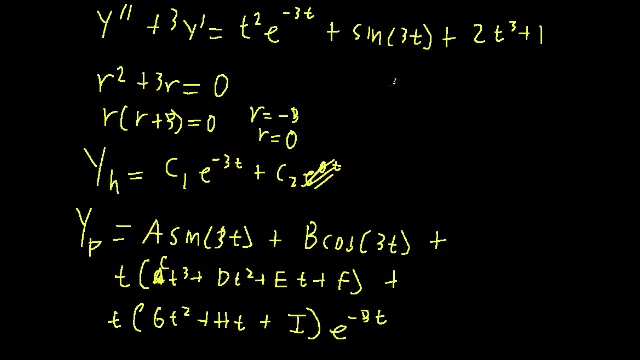 y'' + 3y' = t²e^{-3t} + sin(3t) + 2t³+1
r² + 3r = 0
r(r+3)=0 r=-3
r=0
Y_h = C₁ e^{-3t} + C₂
Y_p = A sin(3t) + B cos(3t) +
t(Ct³ + Dt² + Et + F) +
t(Gt² + Ht + I) e^{-3t}